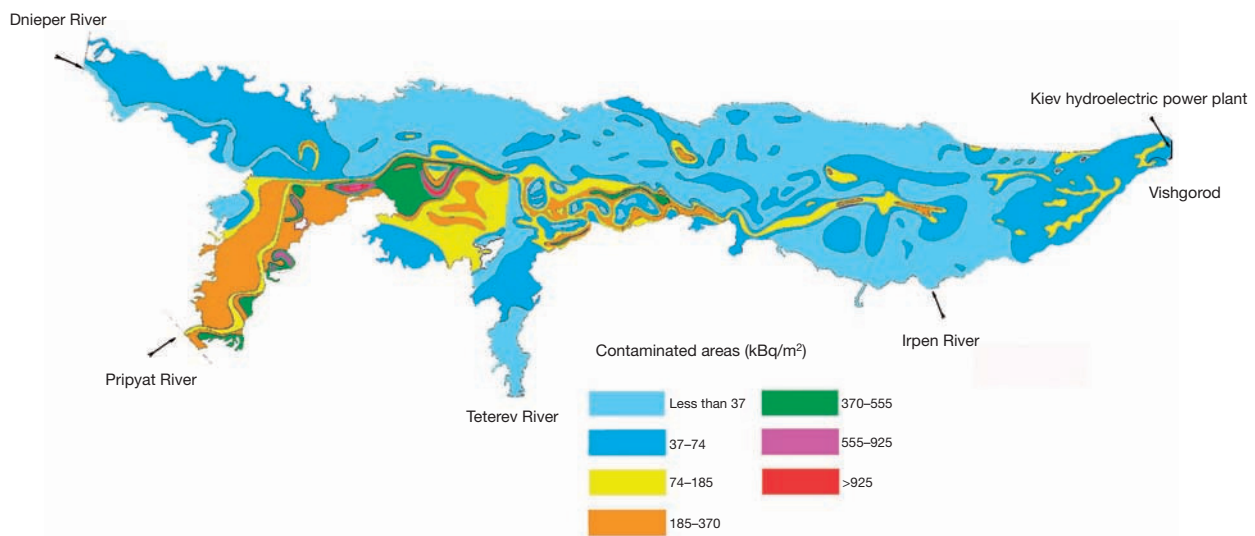 Dnieper River
Kiev hydroelectric power plant
Vishgorod
Irpen River
Pripyat River
Teterev River
Contaminated areas (kBq/m²)
Less than 37
37–74
74–185
185–370
370–555
555–925
>925